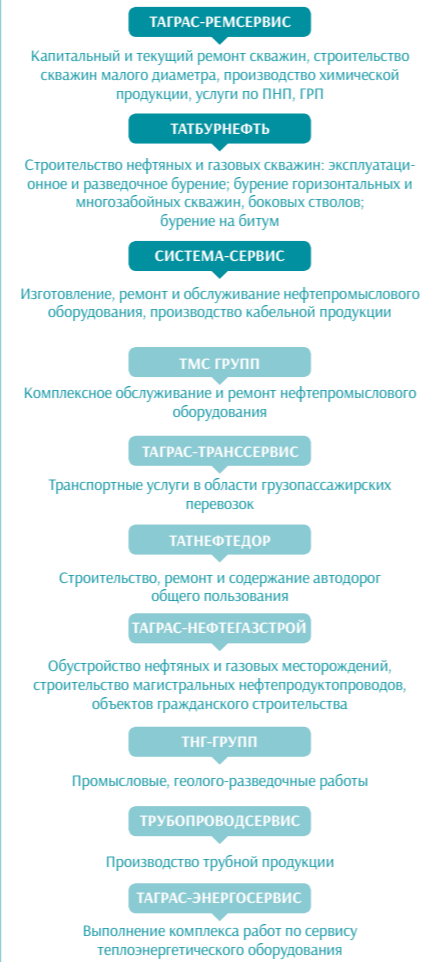 ТАГРАС-РЕМСЕРВИС
Капитальный и текущий ремонт скважин, строительство
скважин малого диаметра, производство химической
продукции, услуги по ПНП, ГРП
ТАТБУРНЕФТЬ
Строительство нефтяных и газовых скважин: эксплуатаци-
онное и разведочное бурение; бурение горизонтальных и
многозабойных скважин, боковых стволов;
бурение на битум
СИСТЕМА-СЕРВИС
Изготовление, ремонт и обслуживание нефтепромыслового
оборудования, производство кабельной продукции
ТМС ГРУПП
Комплексное обслуживание и ремонт нефтепромыслового
оборудования
ТАГРАС-ТРАНССЕРВИС
Транспортные услуги в области грузопассажирских
перевозок
ТАТНЕФТЕДОР
Строительство, ремонт и содержание автодорог
общего пользования
ТАГРАС-НЕФТЕГАЗСТРОЙ
Обустройство нефтяных и газовых месторождений,
строительство магистральных нефтепродуктопроводов,
объектов гражданского строительства
ТНГ-ГРУПП
Промысловые, геолого-разведочные работы
ТРУБОПРОВОДСЕРВИС
Производство трубной продукции
ТАГРАС-ЭНЕРГОСЕРВИС
Выполнение комплекса работ по сервису
теплоэнергетического оборудования